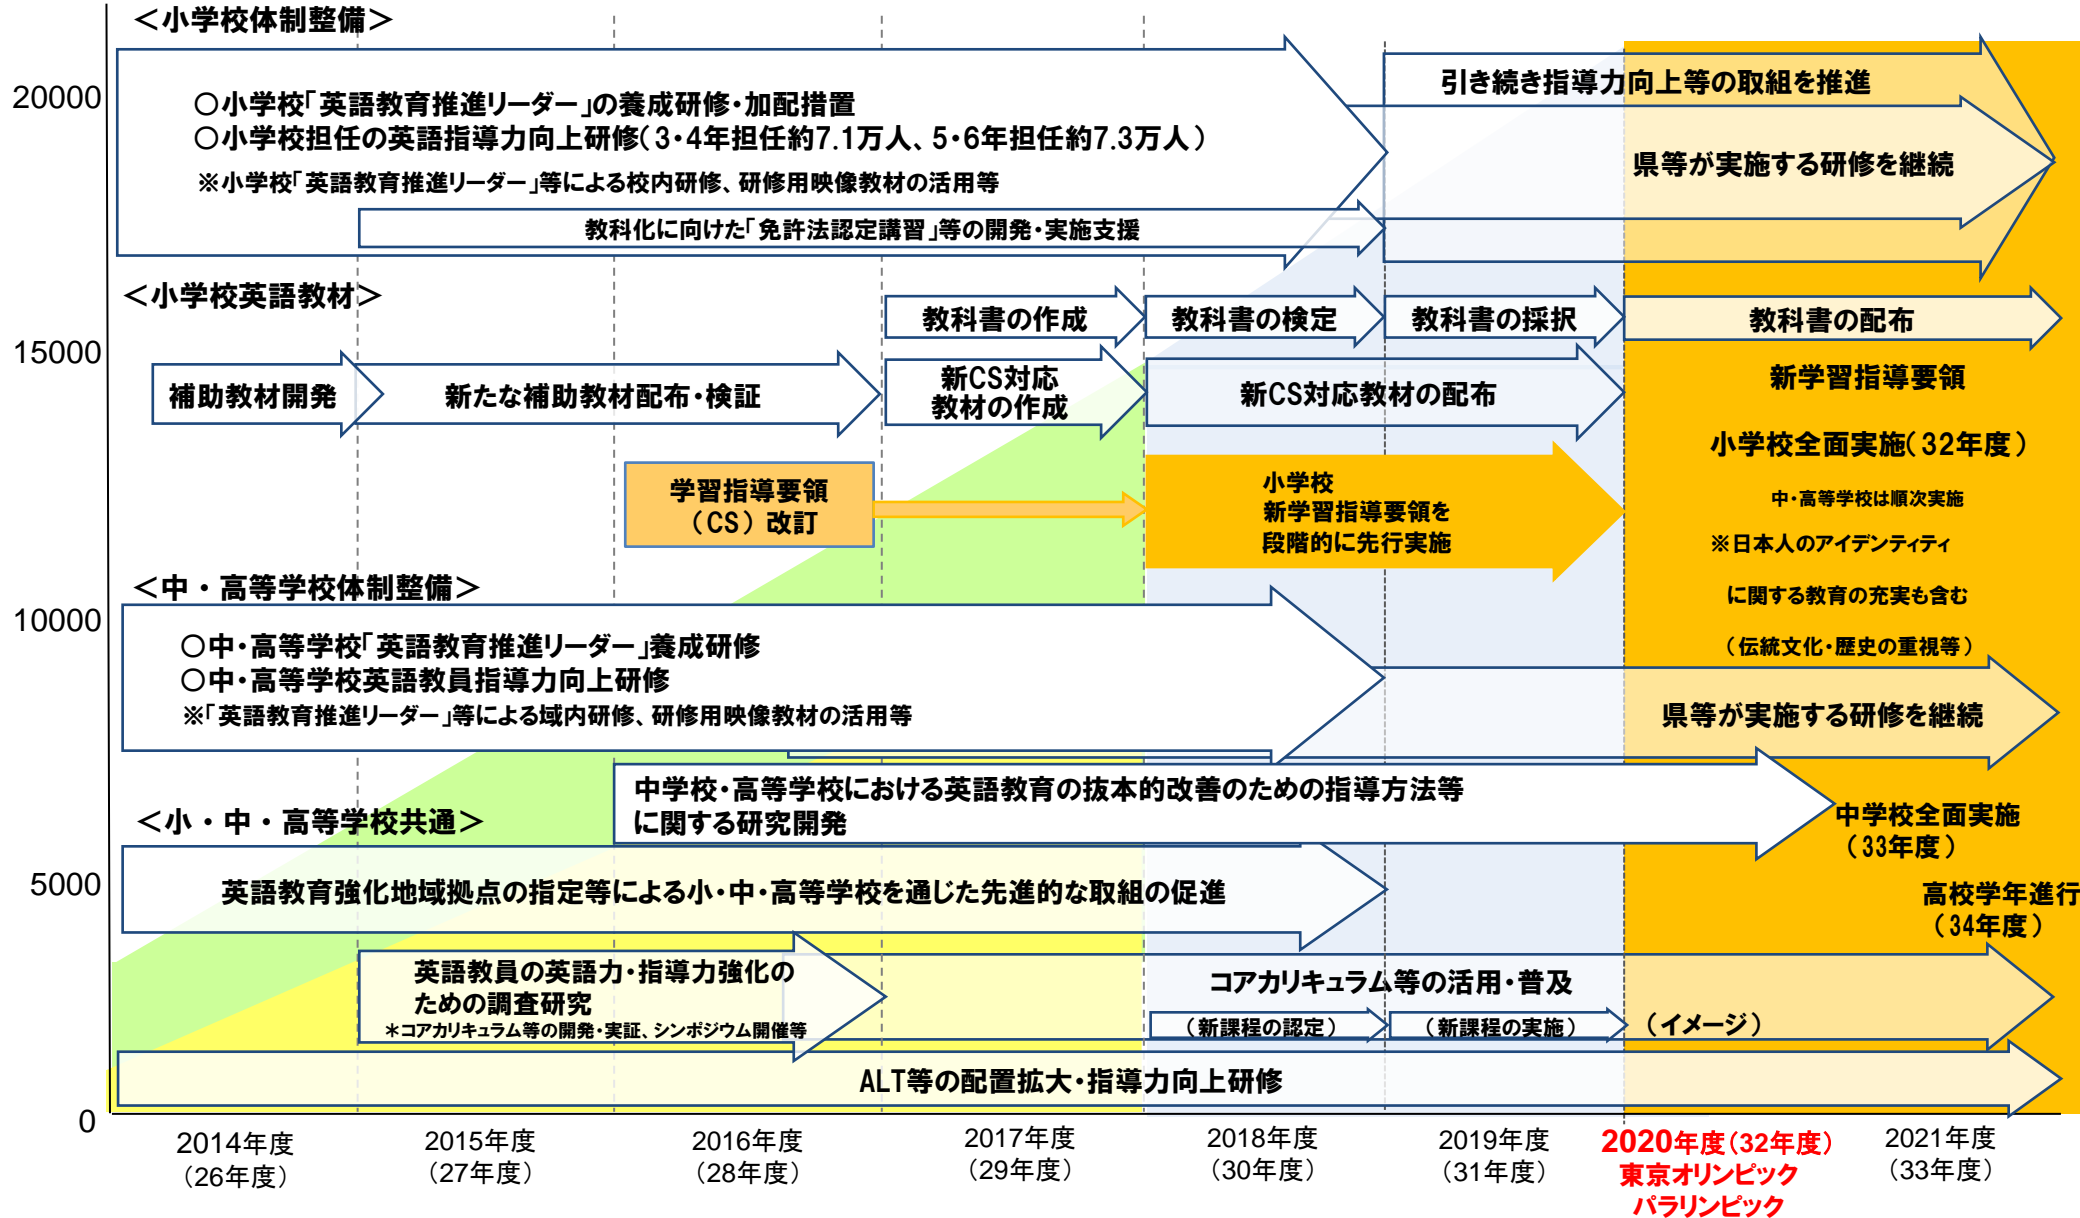 ＜小学校体制整備＞
20000
○小学校「英語教育推進リーダー」の養成研修・加配措置
○小学校担任の英語指導力向上研修（3・4年担任約7.1万人、5・6年担任約7.3万人）
※小学校「英語教育推進リーダー」等による校内研修、研修用映像教材の活用等
教科化に向けた「免許法認定講習」等の開発・実施支援
引き続き指導力向上等の取組を推進
県等が実施する研修を継続
＜小学校英語教材＞
教科書の作成
教科書の検定
教科書の採択
教科書の配布
15000
補助教材開発
新たな補助教材配布・検証
新CS対応
教材の作成
新CS対応教材の配布
新学習指導要領
小学校全面実施（32年度）
中・高等学校は順次実施
※日本人のアイデンティティ
に関する教育の充実も含む
（伝統文化・歴史の重視等）
学習指導要領
（CS）改訂
小学校
新学習指導要領を
段階的に先行実施
＜中・高等学校体制整備＞
10000
○中・高等学校「英語教育推進リーダー」養成研修
○中・高等学校英語教員指導力向上研修
※「英語教育推進リーダー」等による域内研修、研修用映像教材の活用等
県等が実施する研修を継続
中学校・高等学校における英語教育の抜本的改善のための指導方法等
に関する研究開発
中学校全面実施
（33年度）
＜小・中・高等学校共通＞
5000
英語教育強化地域拠点の指定等による小・中・高等学校を通じた先進的な取組の促進
高校学年進行
（34年度）
英語教員の英語力・指導力強化の
ための調査研究
＊コアカリキュラム等の開発・実証、シンポジウム開催等
コアカリキュラム等の活用・普及
（新課程の認定）
（新課程の実施）
（イメージ）
ALT等の配置拡大・指導力向上研修
0
2014年度
（26年度）
2015年度
（27年度）
2016年度
（28年度）
2017年度
（29年度）
2018年度
（30年度）
2019年度
（31年度）
2020年度（32年度）
東京オリンピック
パラリンピック
2021年度
（33年度）